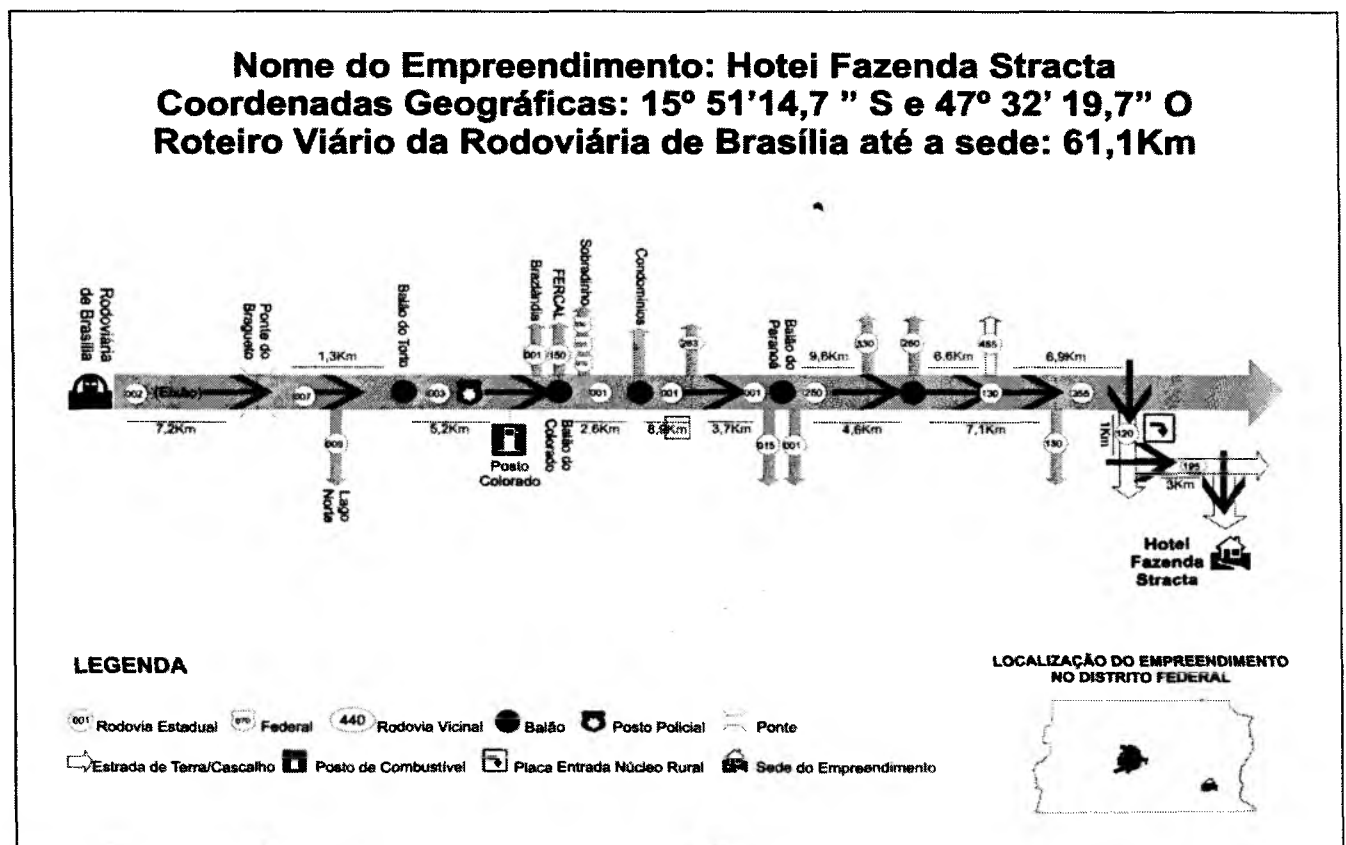 Nome do Empreendimento: Hotei Fazenda Stracta
Coordenadas Geográficas: 15º 51'14,7 " S e 47º 32' 19,7" O
Roteiro Viário da Rodoviária de Brasília até a sede: 61,1Km
Rodoviária
de Brasília
Ponte do
Bragueto
Balão do Torto
Brazlândia
FERCAL
Sobradinho
Condomínios
Balão do
Paranoá
1,3Km
9,6Km
6.6Km
6,9Km
001
150
263
330
260
455
002
(Eixão)
007
003
001
001
001
250
130
355
7,2Km
5,2Km
2.6Km
8,9Km
3,7Km
4,6Km
7,1Km
1Km
120
009
Lago
Norte
Posto
Colorado
Balão do
Colorado
015
001
130
195
3Km
Hotel
Fazenda
Stracta
LEGENDA
001 Rodovia Estadual
Federal
440 Rodovia Vicinal
Balão
Posto Policial
Ponte
Estrada de Terra/Cascalho
Posto de Combustível
Placa Entrada Núcleo Rural
Sede do Empreendimento
LOCALIZAÇÃO DO EMPREENDIMENTO
NO DISTRITO FEDERAL